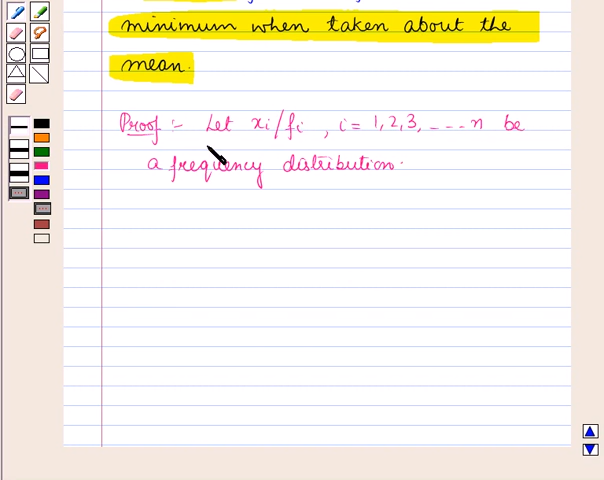 minimum when taken about the
mean.
Proof :- Let xi/fi , i = 1, 2, 3, ---- n be
a frequency distribution.